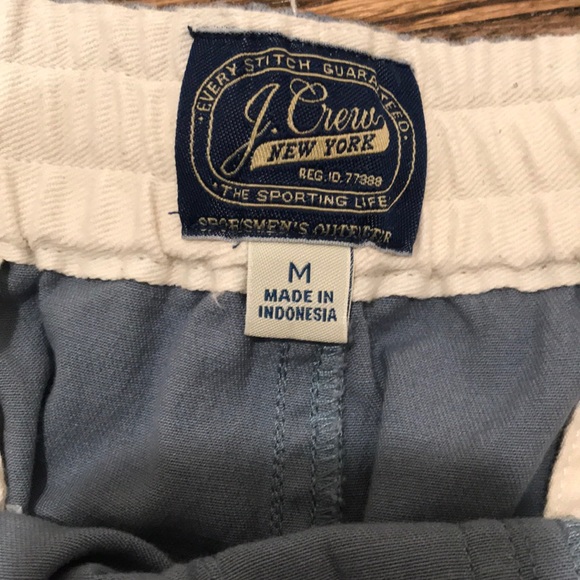 · EVERY STITCH GUARANTEED ·
J. Crew
NEW YORK
REG. ID. 77388
· THE SPORTING LIFE ·
SPORTSMEN'S OUTFITTER
M
MADE IN
INDONESIA